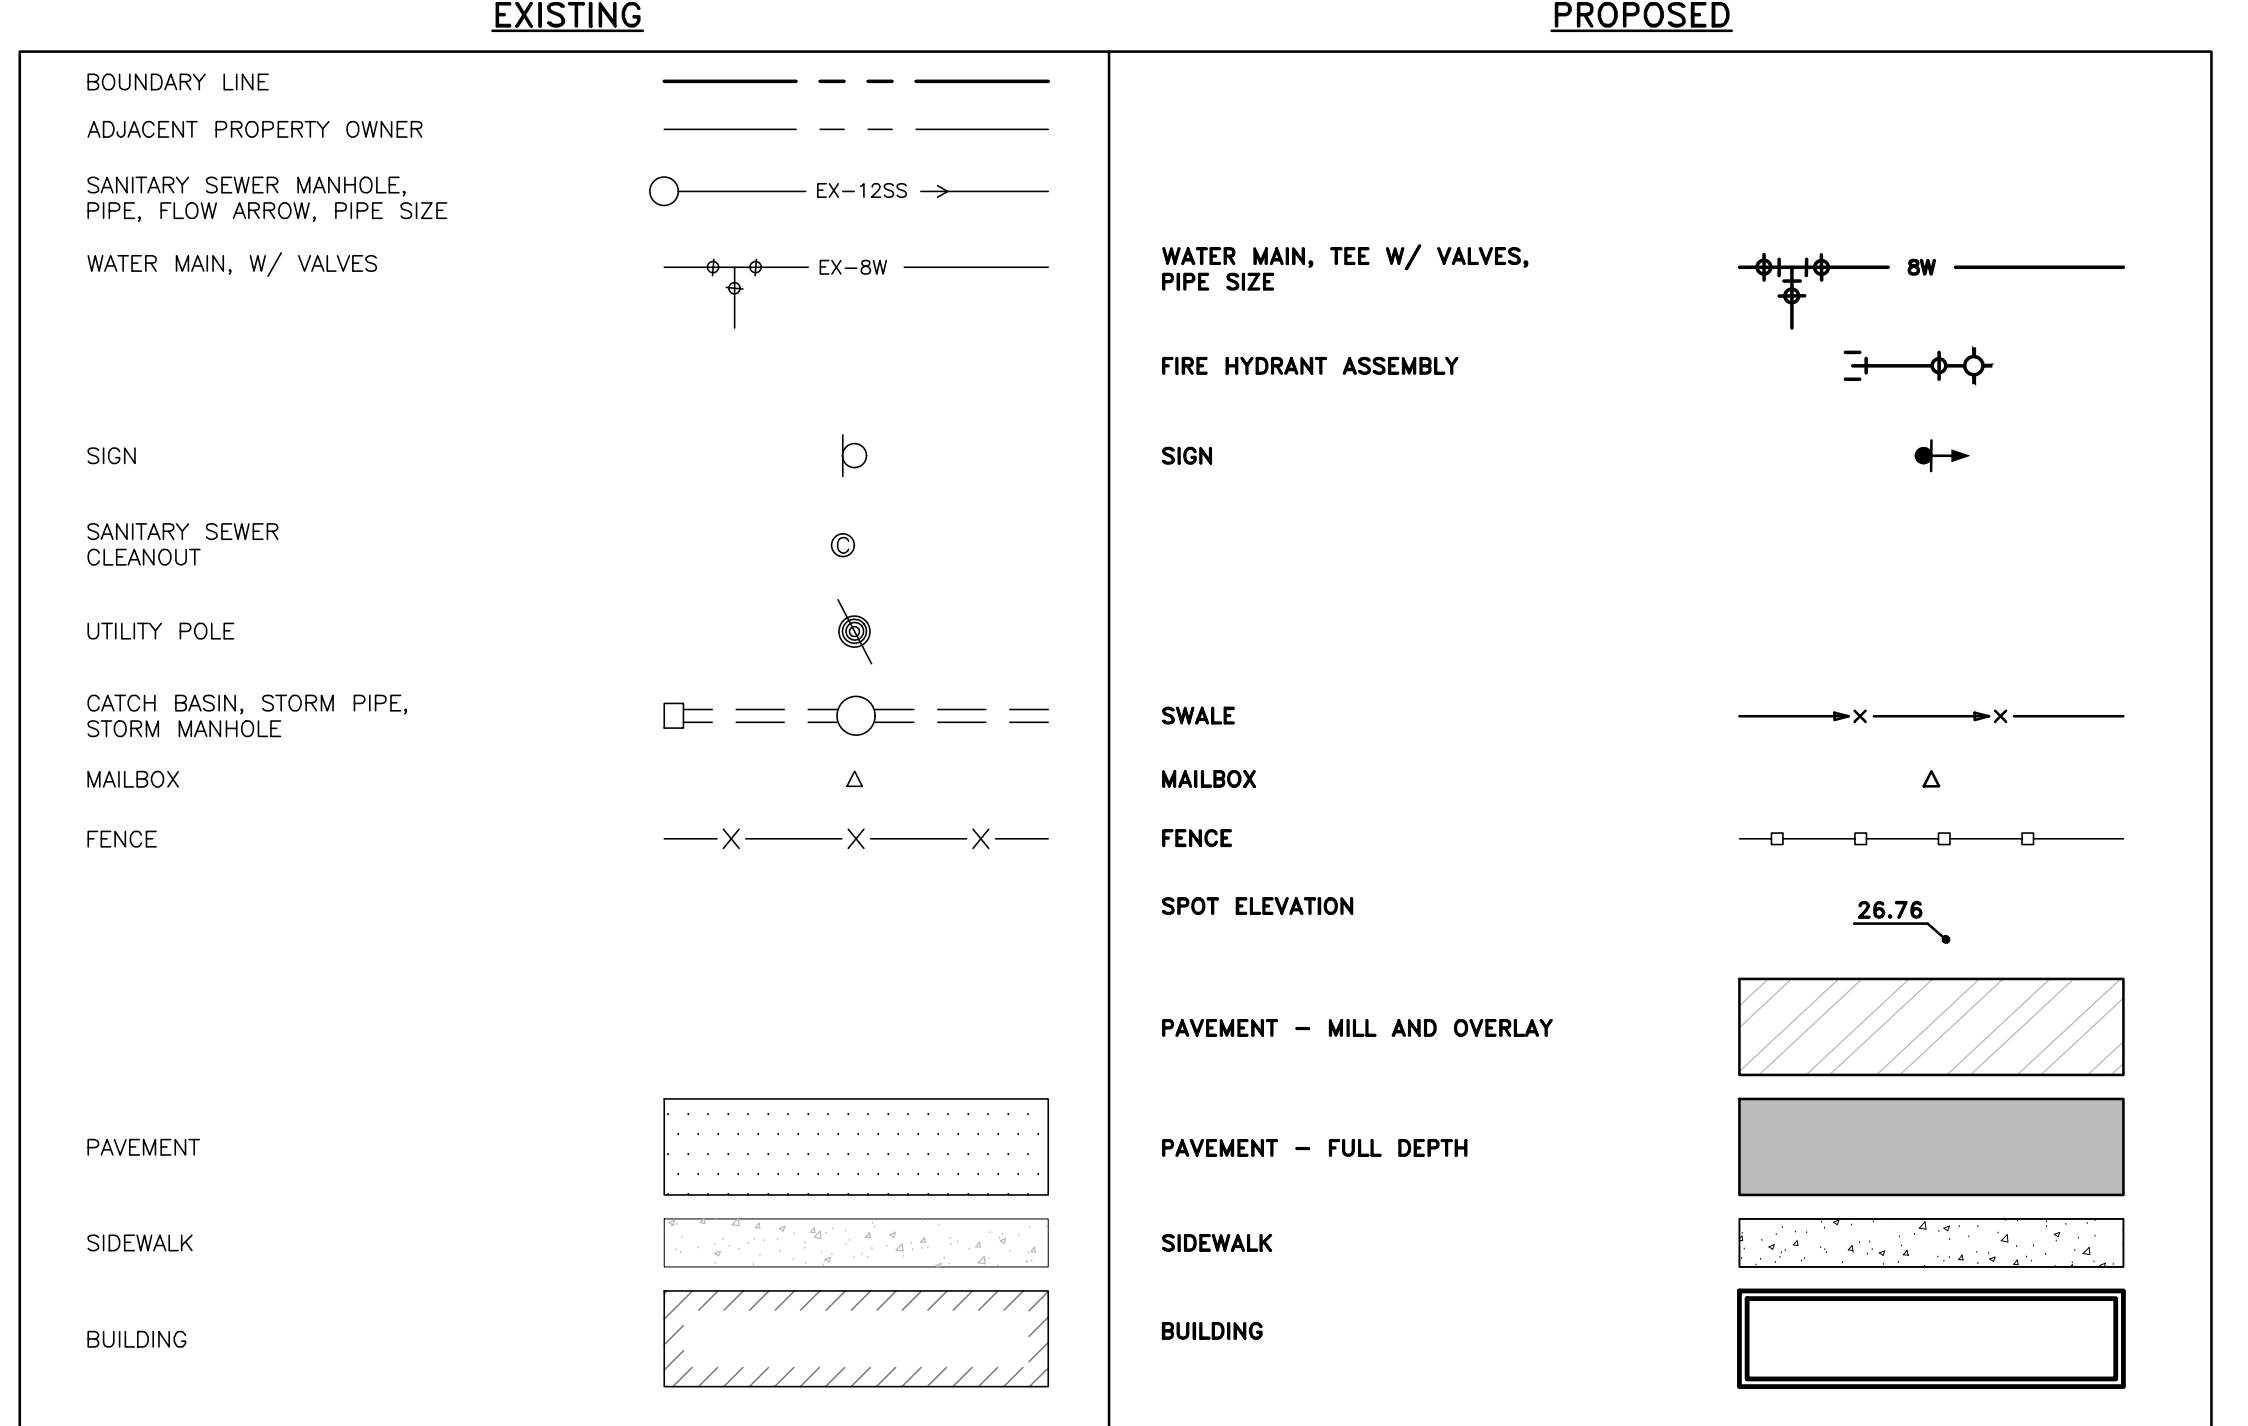 EXISTING
PROPOSED
BOUNDARY LINE
ADJACENT PROPERTY OWNER
SANITARY SEWER MANHOLE,
PIPE, FLOW ARROW, PIPE SIZE
EX-12SS
WATER MAIN, W/ VALVES
EX-8W
SIGN
SANITARY SEWER
CLEANOUT
C
UTILITY POLE
CATCH BASIN, STORM PIPE,
STORM MANHOLE
MAILBOX
FENCE
PAVEMENT
SIDEWALK
BUILDING
WATER MAIN, TEE W/ VALVES,
PIPE SIZE
8W
FIRE HYDRANT ASSEMBLY
SIGN
SWALE
MAILBOX
FENCE
SPOT ELEVATION
26.76
PAVEMENT - MILL AND OVERLAY
PAVEMENT - FULL DEPTH
SIDEWALK
BUILDING